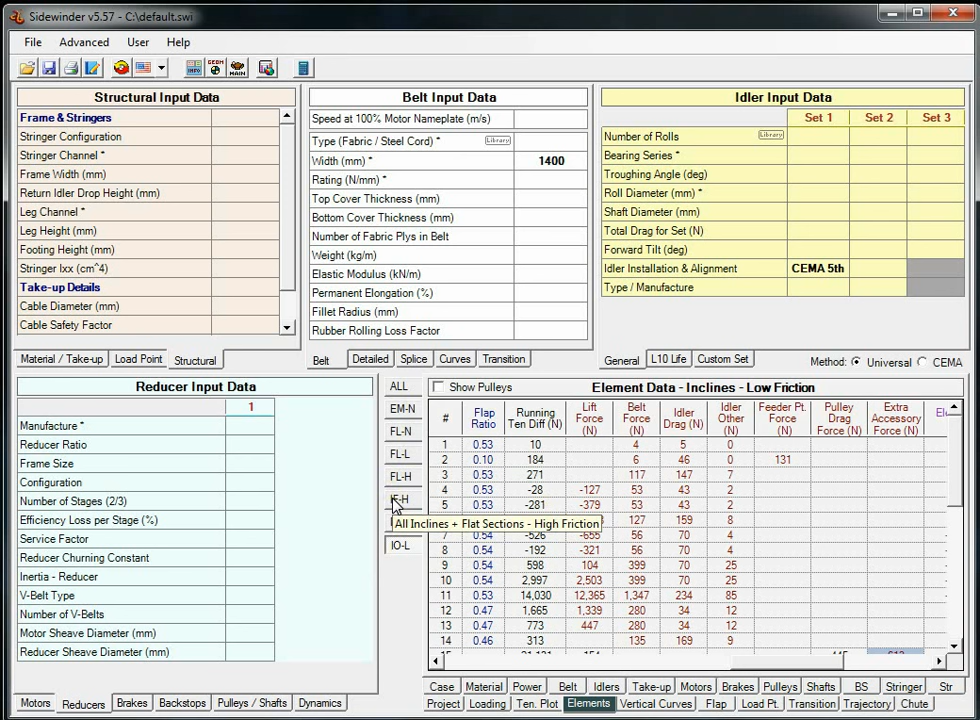 Sidewinder v5.57 - C:\default.swi
File Advanced User Help
Structural Input Data
Frame & Stringers
Stringer Configuration
Stringer Channel *
Frame Width (mm)
Return Idler Drop Height (mm)
Leg Channel *
Leg Height (mm)
Footing Height (mm)
Stringer Ixx (cm^4)
Take-up Details
Cable Diameter (mm)
Cable Safety Factor
Material / Take-up Load Point Structural
Belt Input Data
Speed at 100% Motor Nameplate (m/s)
Type (Fabric / Steel Cord) * Library
Width (mm) * 1400
Rating (N/mm) *
Top Cover Thickness (mm)
Bottom Cover Thickness (mm)
Number of Fabric Plys in Belt
Weight (kg/m)
Elastic Modulus (kN/m)
Permanent Elongation (%)
Fillet Radius (mm)
Rubber Rolling Loss Factor
Belt Detailed Splice Curves Transition
Idler Input Data
Set 1 Set 2 Set 3
Number of Rolls Library
Bearing Series *
Troughing Angle (deg)
Roll Diameter (mm) *
Shaft Diameter (mm)
Total Drag for Set (N)
Forward Tilt (deg)
Idler Installation & Alignment CEMA 5th
Type / Manufacture
General L10 Life Custom Set Method: Universal CEMA
Reducer Input Data
1
Manufacture *
Reducer Ratio
Frame Size
Configuration
Number of Stages (2/3)
Efficiency Loss per Stage (%)
Service Factor
Reducer Churning Constant
Inertia - Reducer
V-Belt Type
Number of V-Belts
Motor Sheave Diameter (mm)
Reducer Sheave Diameter (mm)
Motors Reducers Brakes Backstops Pulleys / Shafts Dynamics
ALL
EM-N
FL-N
FL-L
FL-H
IF-H
IO-L
All Inclines + Flat Sections - High Friction
Show Pulleys Element Data - Inclines - Low Friction
# Flap Ratio Running Ten Diff (N) Lift Force (N) Belt Force (N) Idler Drag (N) Idler Other (N) Feeder Pt. Force (N) Pulley Drag Force (N) Extra Accessory Force (N)
1 0.53 10 4 5 0
2 0.10 184 6 46 0 131
3 0.53 271 117 147 7
4 0.53 -28 -127 53 43 2
5 0.53 -281 -379 53 43 2
127 159 8
7 0.54 -526 -655 56 70 4
8 0.54 -192 -321 56 70 4
9 0.54 598 104 399 70 25
10 0.54 2,997 2,503 399 70 25
11 0.53 14,030 12,365 1,347 234 85
12 0.47 1,665 1,339 280 34 12
13 0.47 773 447 280 34 12
14 0.46 313 135 169 9
Case Material Power Belt Idlers Take-up Motors Brakes Pulleys Shafts BS Stringer Str
Project Loading Ten. Plot Elements Vertical Curves Flap Load Pt. Transition Trajectory Chute